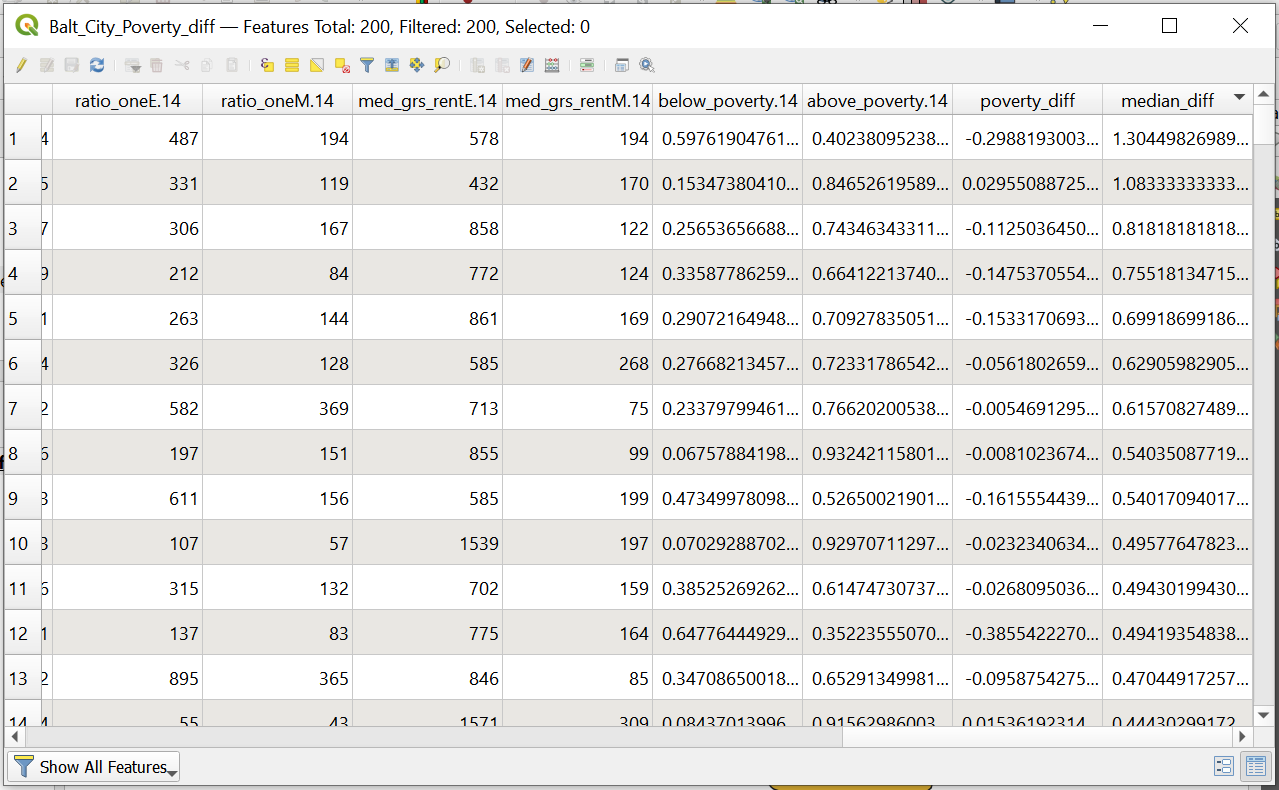 Balt_City_Poverty_diff — Features Total: 200, Filtered: 200, Selected: 0
ratio_oneE.14 ratio_oneM.14 med_grs_rentE.14 med_grs_rentM.14 below_poverty.14 above_poverty.14 poverty_diff median_diff
1 4 487 194 578 194 0.59761904761... 0.40238095238... -0.2988193003... 1.30449826989...
2 5 331 119 432 170 0.15347380410... 0.84652619589... 0.02955088725... 1.08333333333...
3 7 306 167 858 122 0.25653656688... 0.74346343311... -0.1125036450... 0.81818181818...
4 9 212 84 772 124 0.33587786259... 0.66412213740... -0.1475370554... 0.75518134715...
5 1 263 144 861 169 0.29072164948... 0.70927835051... -0.1533170693... 0.69918699186...
6 4 326 128 585 268 0.27668213457... 0.72331786542... -0.0561802659... 0.62905982905...
7 2 582 369 713 75 0.23379799461... 0.76620200538... -0.0054691295... 0.61570827489...
8 6 197 151 855 99 0.06757884198... 0.93242115801... -0.0081023674... 0.54035087719...
9 3 611 156 585 199 0.47349978098... 0.52650021901... -0.1615554439... 0.54017094017...
10 3 107 57 1539 197 0.07029288702... 0.92970711297... -0.0232340634... 0.49577647823...
11 6 315 132 702 159 0.38525269262... 0.61474730737... -0.0268095036... 0.49430199430...
12 1 137 83 775 164 0.64776444929... 0.35223555070... -0.3855422270... 0.49419354838...
13 2 895 365 846 85 0.34708650018... 0.65291349981... -0.0958754275... 0.47044917257...
14 4 55 43 1571 309 0.08437013996... 0.91562986003... 0.01536192314... 0.44430299172...
Show All Features